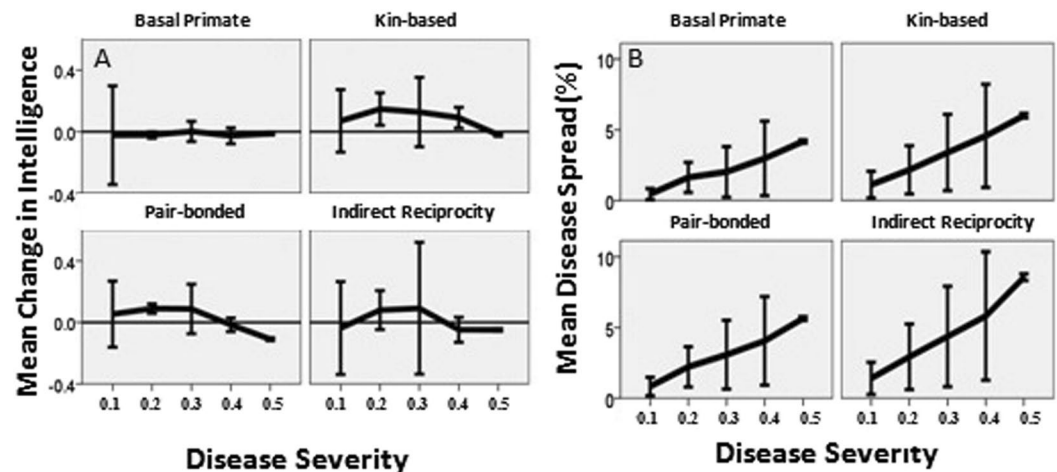 Basal Primate
Kin-based
A
0.4
0.0
-0.4
Pair-bonded
Indirect Reciprocity
0.4
0.0
-0.4
0.1 0.2 0.3 0.4 0.5
0.1 0.2 0.3 0.4 0.5
Mean Change in Intelligence
Disease Severity
Basal Primate
Kin-based
B
10
5
0
Pair-bonded
Indirect Reciprocity
10
5
0
0.1 0.2 0.3 0.4 0.5
0.1 0.2 0.3 0.4 0.5
Mean Disease Spread (%)
Disease Severity